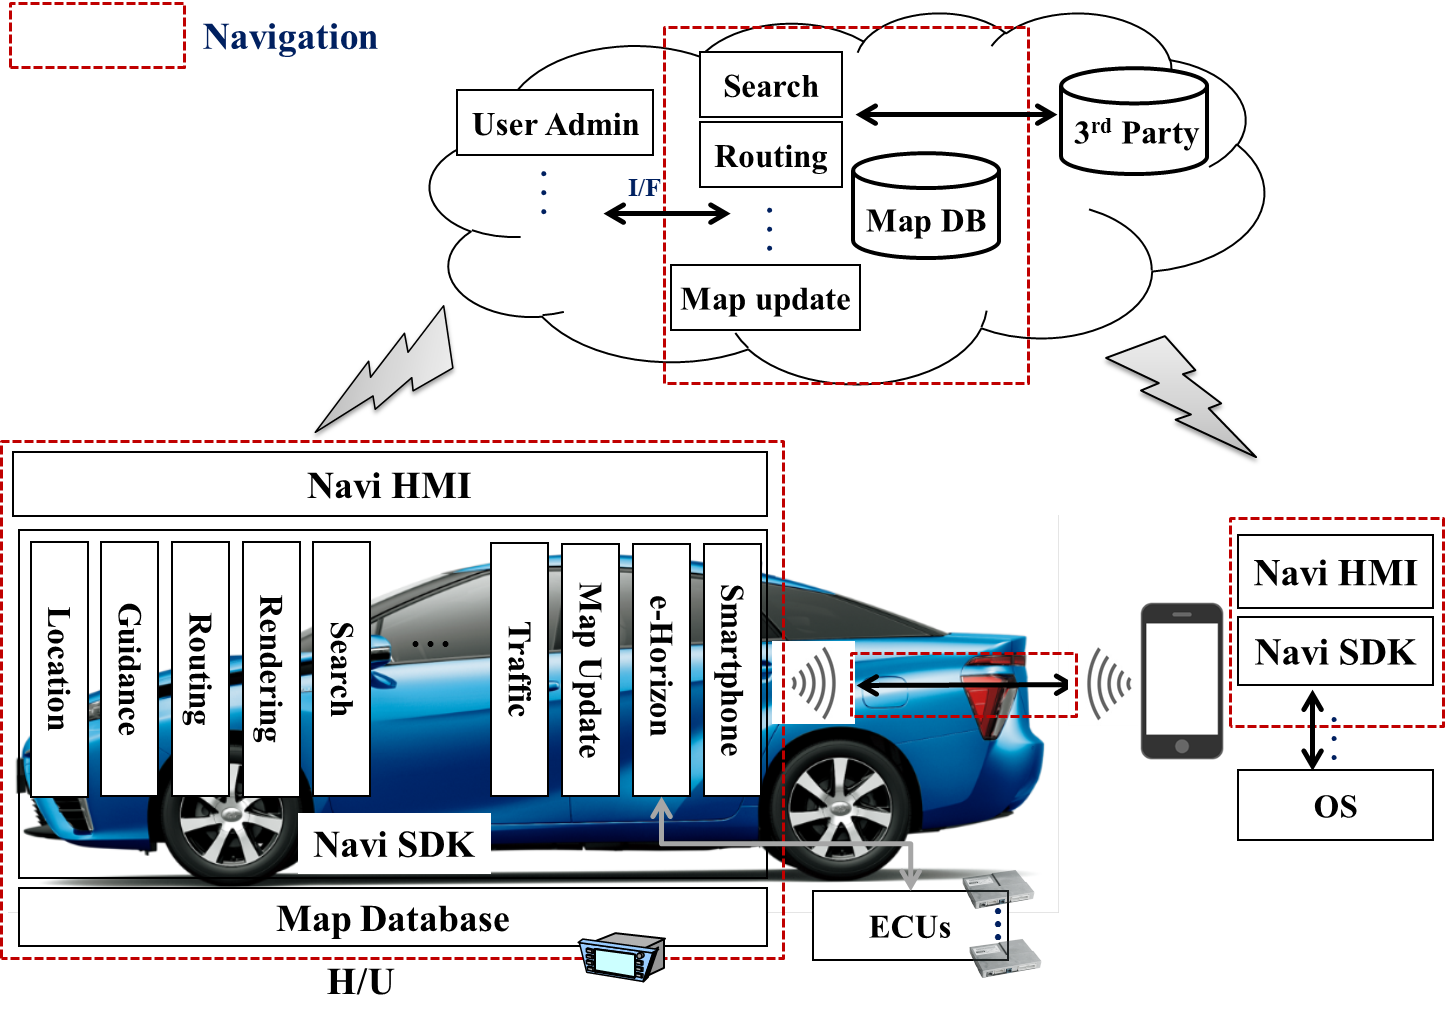 Navigation
Search
User Admin
Routing
3rd Party
I/F
Map DB
Map update
Navi HMI
Location
Guidance
Routing
Rendering
Search
...
Traffic
Map Update
e-Horizon
Smartphone
Navi SDK
Map Database
H/U
ECUs
Navi HMI
Navi SDK
OS